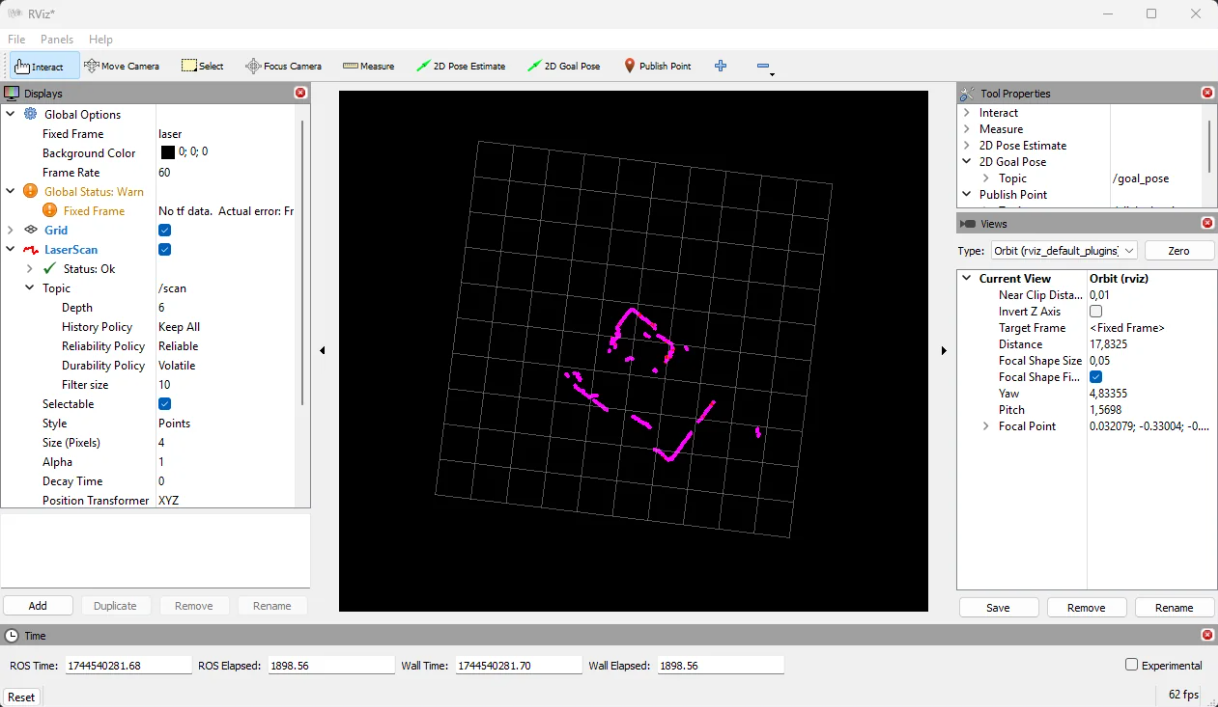 RViz*
File Panels Help
Interact Move Camera Select Focus Camera Measure 2D Pose Estimate 2D Goal Pose Publish Point
Displays
Global Options
Fixed Frame laser
Background Color 0; 0; 0
Frame Rate 60
Global Status: Warn
Fixed Frame No tf data. Actual error: Fr
Grid
LaserScan
Status: Ok
Topic /scan
Depth 6
History Policy Keep All
Reliability Policy Reliable
Durability Policy Volatile
Filter size 10
Selectable
Style Points
Size (Pixels) 4
Alpha 1
Decay Time 0
Position Transformer XYZ
Add Duplicate Remove Rename
Tool Properties
Interact
Measure
2D Pose Estimate
2D Goal Pose
Topic /goal_pose
Publish Point
Views
Type: Orbit (rviz_default_plugins) Zero
Current View Orbit (rviz)
Near Clip Dista... 0,01
Invert Z Axis
Target Frame <Fixed Frame>
Distance 17,8325
Focal Shape Size 0,05
Focal Shape Fi...
Yaw 4,83355
Pitch 1,5698
Focal Point 0.032079; -0.33004; -0....
Save Remove Rename
Time
ROS Time: 1744540281.68 ROS Elapsed: 1898.56 Wall Time: 1744540281.70 Wall Elapsed: 1898.56 Experimental
Reset 62 fps